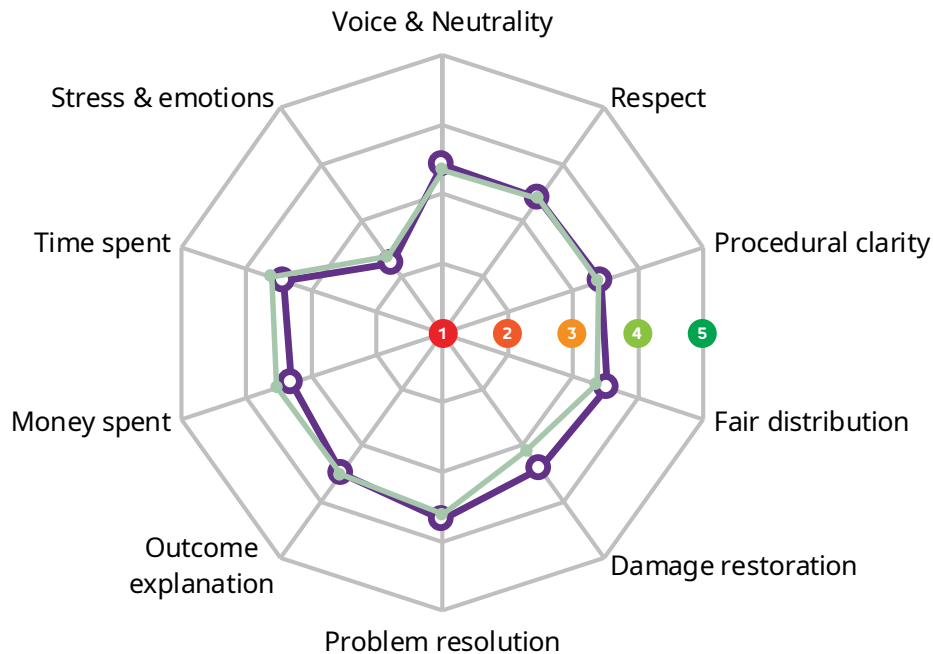 Voice & Neutrality
Stress & emotions
Respect
Time spent
Procedural clarity
1
2
3
4
5
Money spent
Fair distribution
Outcome
explanation
Damage restoration
Problem resolution